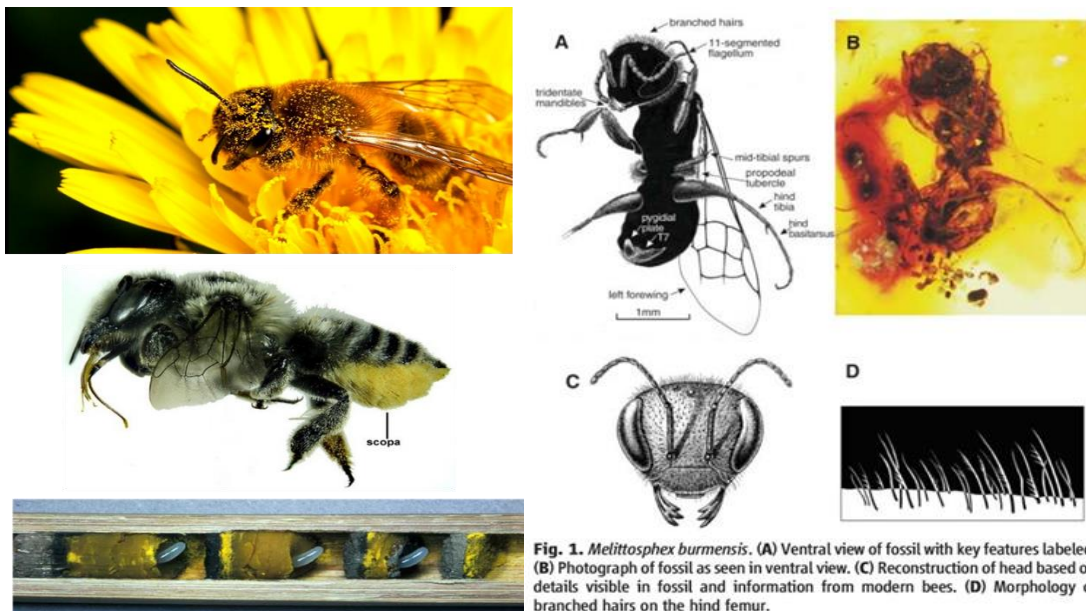 scopa
A
branched hairs
11-segmented
flagellum
tridentate
mandibles
mid-tibial spurs
propodeal
tubercle
hind
tibia
hind
basitarsus
pygidial
plate
T7
left forewing
1mm
B
C
D
Fig. 1. Melittosphex burmensis. (A) Ventral view of fossil with key features labeled
(B) Photograph of fossil as seen in ventral view. (C) Reconstruction of head based o
details visible in fossil and information from modern bees. (D) Morphology o
branched hairs on the hind femur.